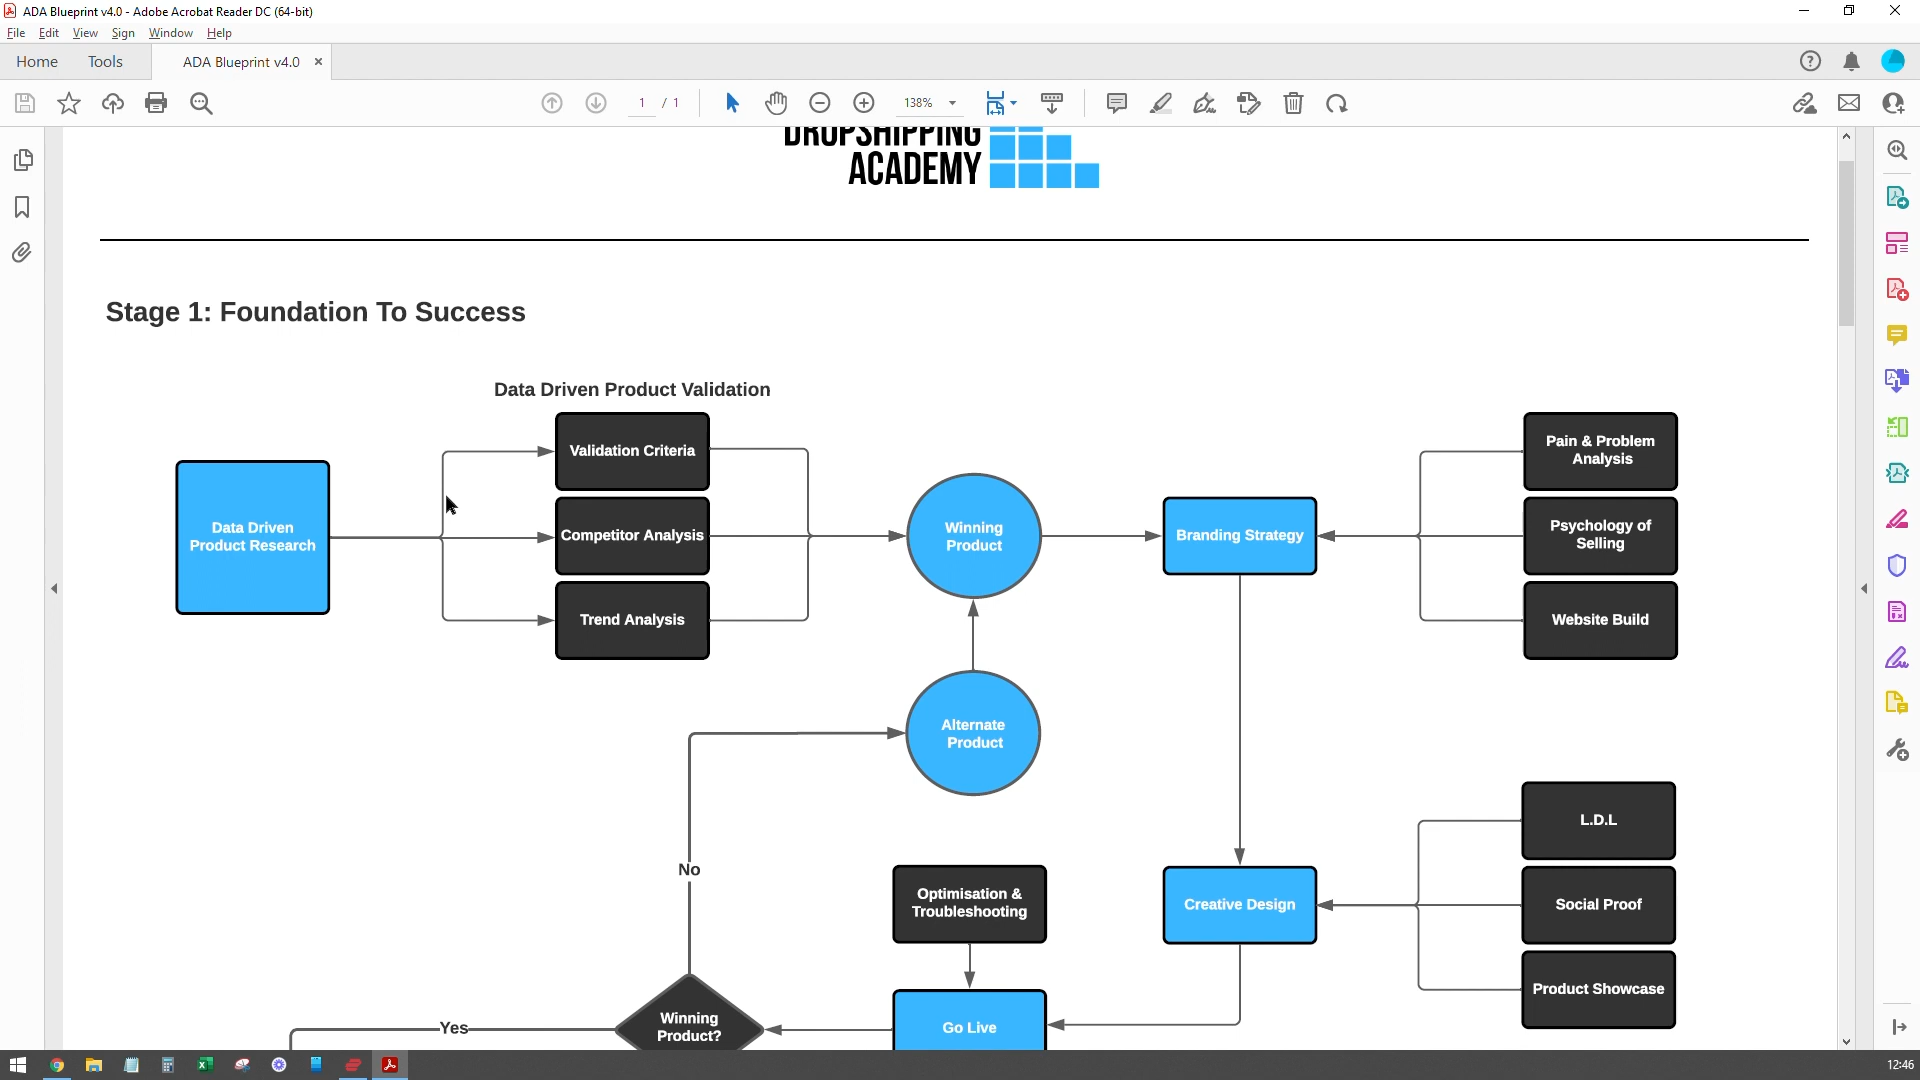 ADA Blueprint v4.0 - Adobe Acrobat Reader DC (64-bit)
File Edit View Sign Window Help
Home Tools ADA Blueprint v4.0 ×
1 / 1 138%
DROPSHIPPING
ACADEMY
Stage 1: Foundation To Success
Data Driven Product Validation
Data Driven
Product Research
Validation Criteria
Competitor Analysis
Trend Analysis
Winning
Product
Branding Strategy
Pain & Problem
Analysis
Psychology of
Selling
Website Build
Alternate
Product
No
Optimisation &
Troubleshooting
Creative Design
L.D.L
Social Proof
Product Showcase
Yes
Winning
Product?
Go Live
12:46